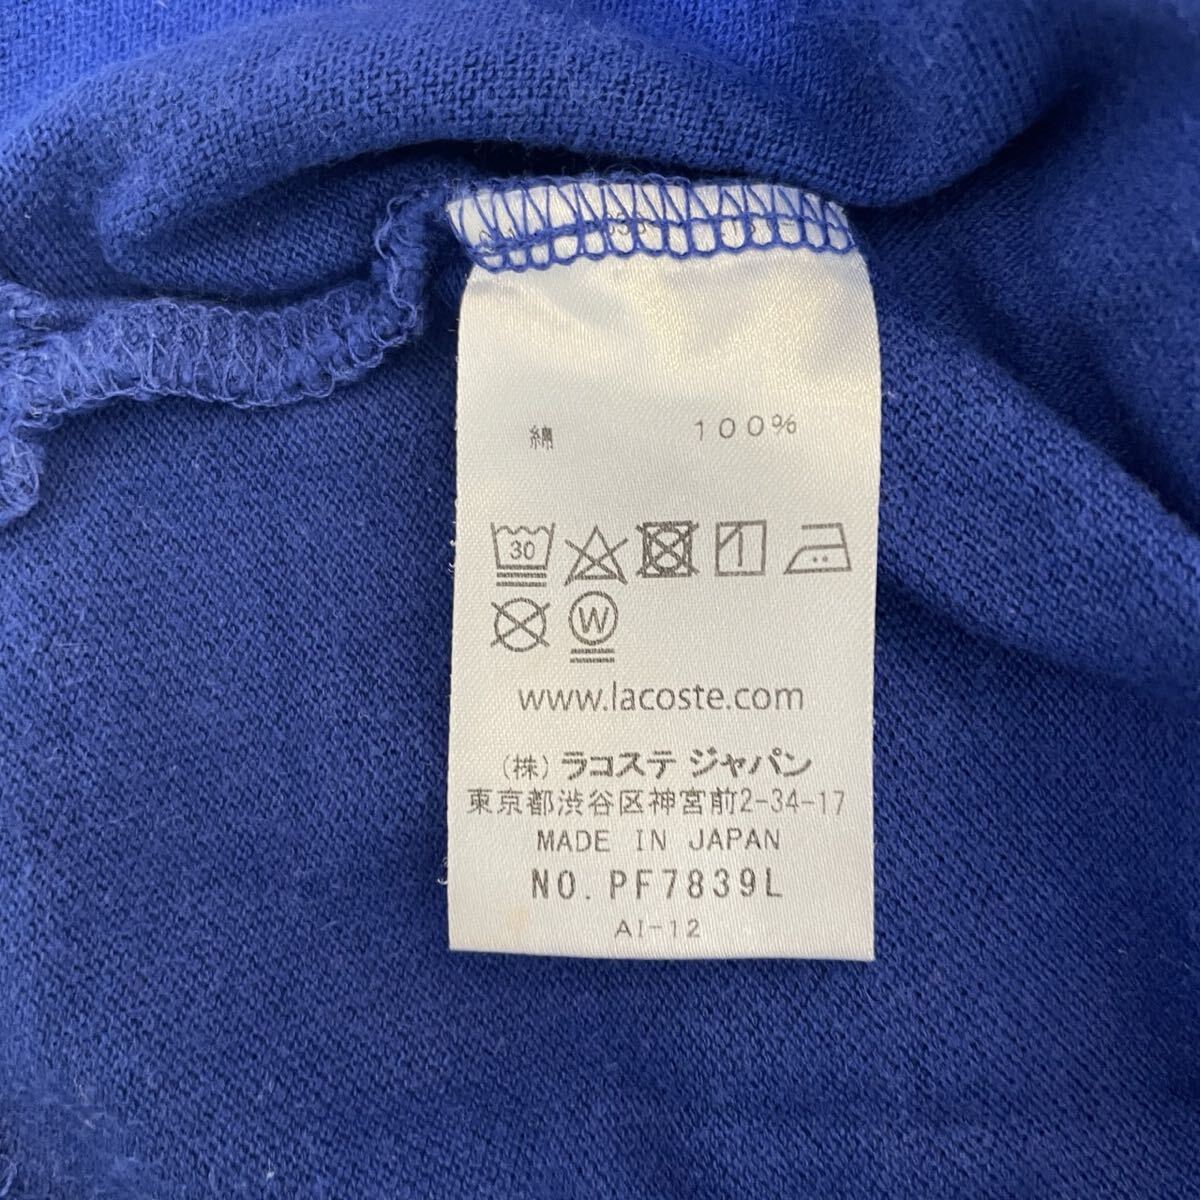 綿 100%
30
W
www.lacoste.com
(株) ラコステ ジャパン
東京都渋谷区神宮前2-34-17
MADE IN JAPAN
NO. PF7839L
AI-12